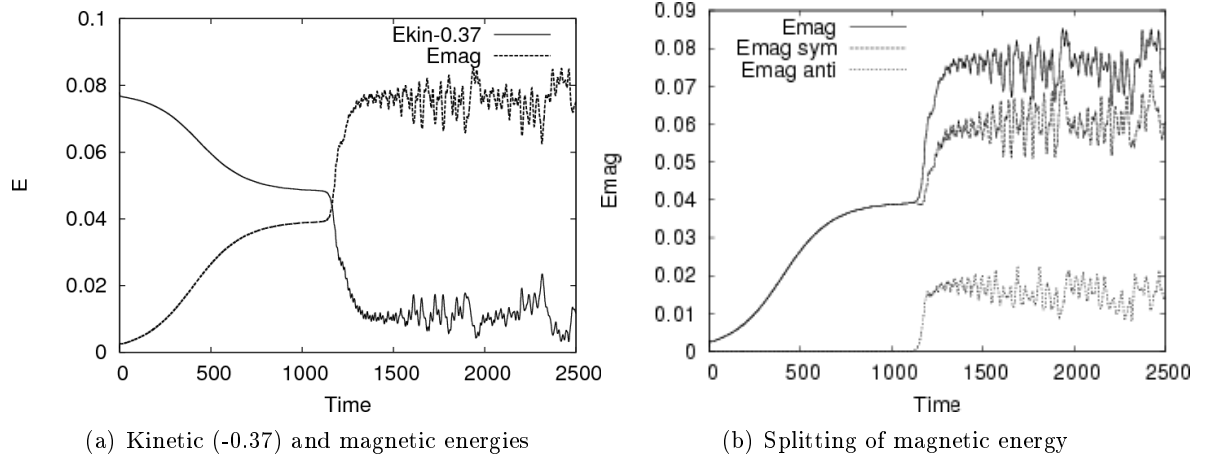 0.1
0.08
0.06
0.04
0.02
0
E
Ekin-0.37
Emag
0 500 1000 1500 2000 2500
Time
(a) Kinetic (-0.37) and magnetic energies
0.09
0.08
0.07
0.06
0.05
0.04
0.03
0.02
0.01
0
Emag
Emag
Emag sym
Emag anti
0 500 1000 1500 2000 2500
Time
(b) Splitting of magnetic energy